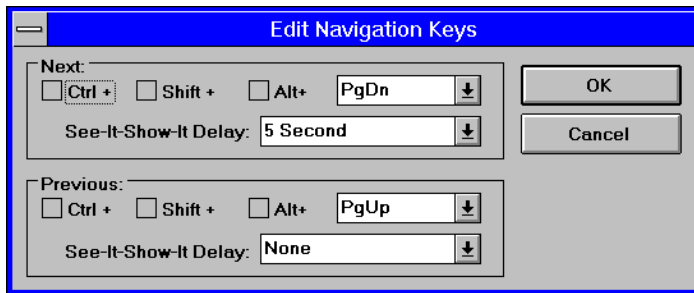 Edit Navigation Keys
Next:
Ctrl + Shift + Alt+ PgDn
See-It-Show-It Delay: 5 Second
OK
Cancel
Previous:
Ctrl + Shift + Alt+ PgUp
See-It-Show-It Delay: None